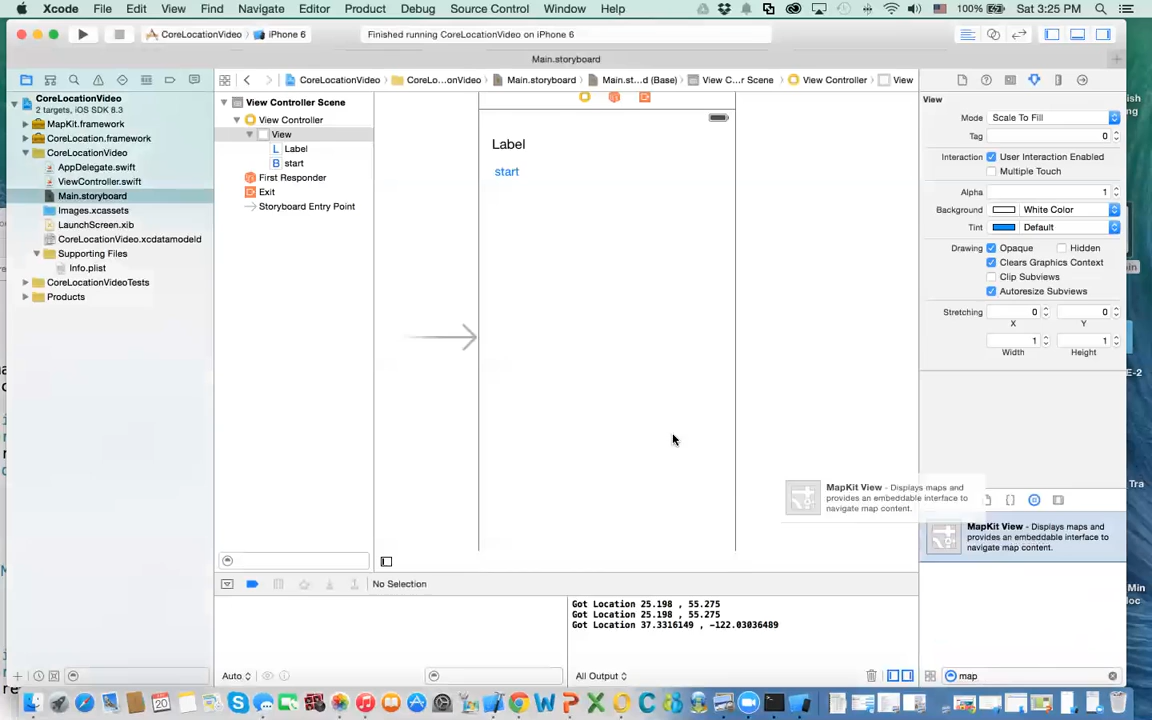 Xcode File Edit View Find Navigate Editor Product Debug Source Control Window Help 100% Sat 3:25 PM
CoreLocationVideo iPhone 6 Finished running CoreLocationVideo on iPhone 6
Main.storyboard
CoreLocationVideo CoreLo...onVideo Main.storyboard Main.st...d (Base) View C...r Scene View Controller View
CoreLocationVideo
2 targets, iOS SDK 8.3
MapKit.framework
CoreLocation.framework
CoreLocationVideo
AppDelegate.swift
ViewController.swift
Main.storyboard
Images.xcassets
LaunchScreen.xib
CoreLocationVideo.xcdatamodeld
Supporting Files
Info.plist
CoreLocationVideoTests
Products
View Controller Scene
View Controller
View
L Label
B start
First Responder
Exit
Storyboard Entry Point
Label
start
View
Mode Scale To Fill
Tag 0
Interaction User Interaction Enabled
Multiple Touch
Alpha 1
Background White Color
Tint Default
Drawing Opaque Hidden
Clears Graphics Context
Clip Subviews
Autoresize Subviews
Stretching 0 0
X Y
1 1
Width Height
MapKit View - Displays maps and
provides an embeddable interface to
navigate map content.
MapKit View - Displays maps and
provides an embeddable interface to
navigate map content.
No Selection
Got Location 25.198 , 55.275
Got Location 25.198 , 55.275
Got Location 37.3316149 , -122.03036489
Auto All Output map